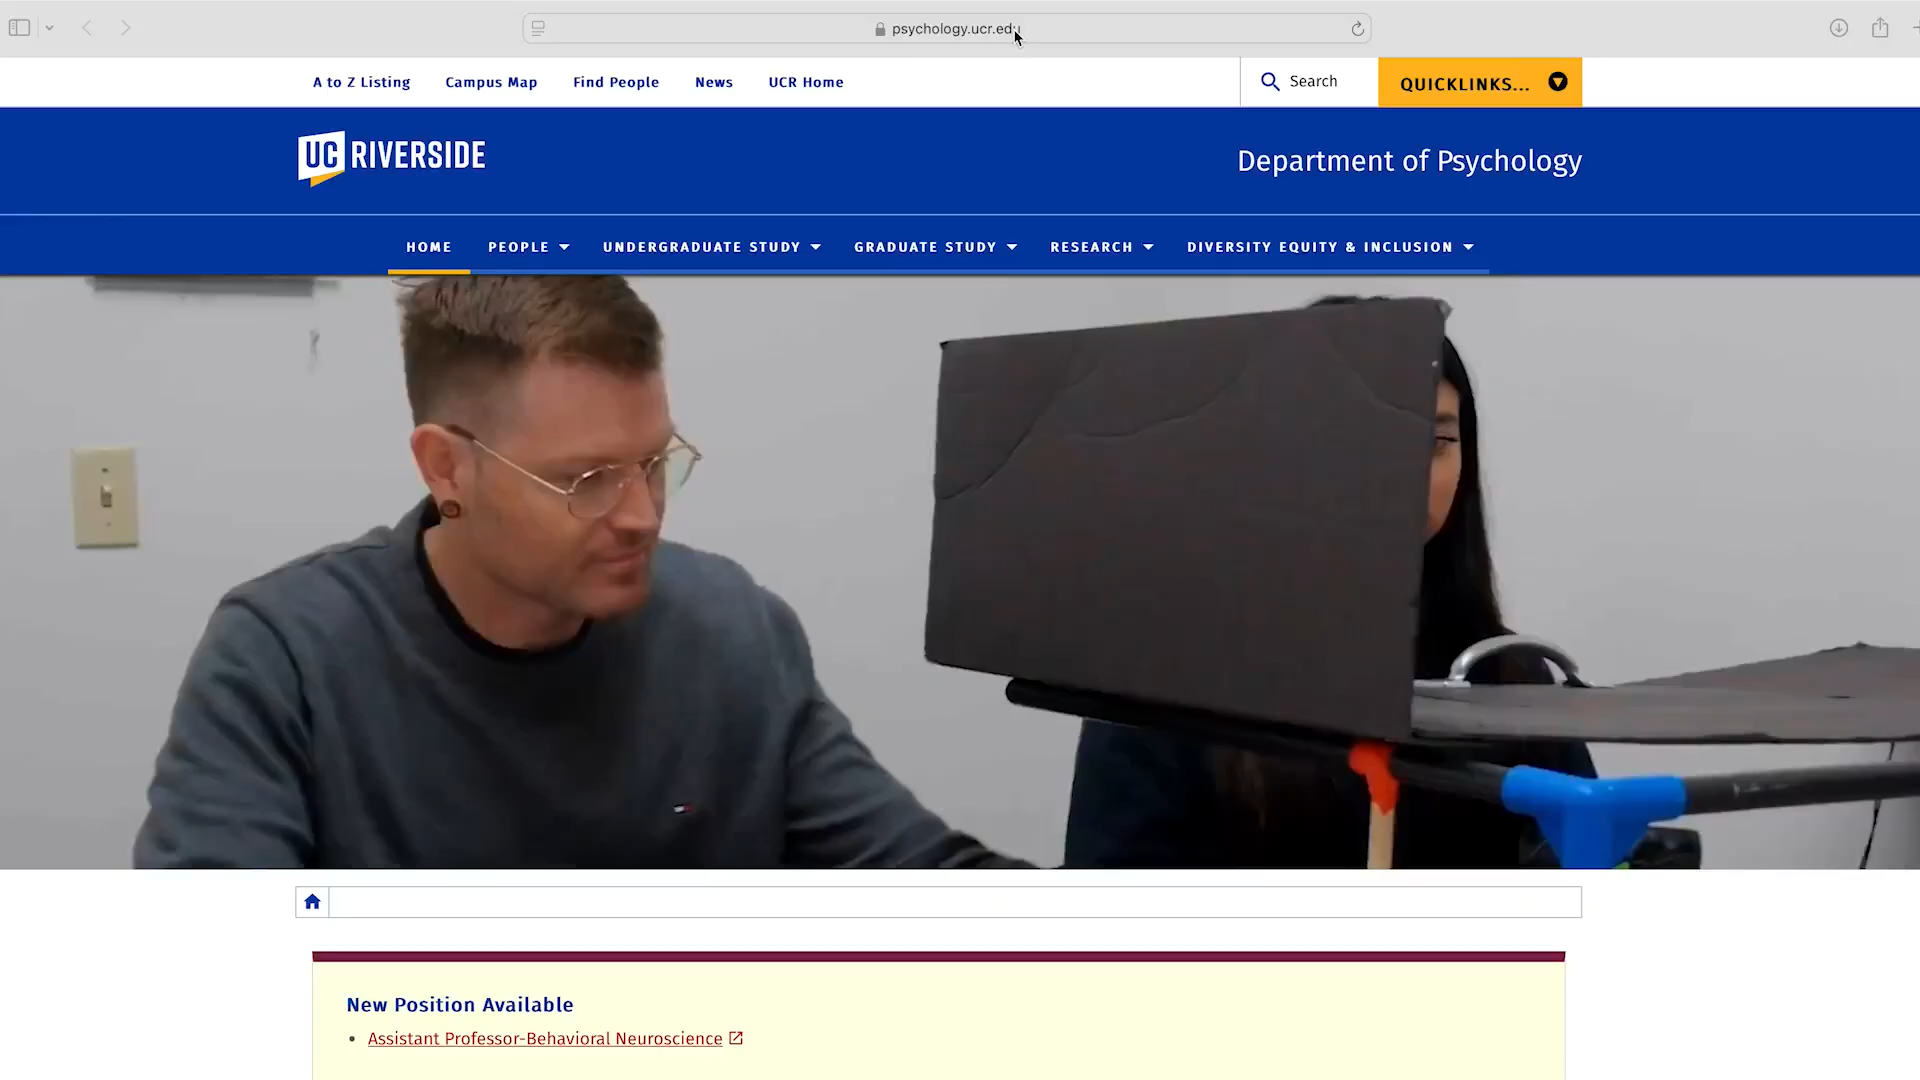 psychology.ucr.edu
A to Z Listing
Campus Map
Find People
News
UCR Home
Search
QUICKLINKS...
UC RIVERSIDE
Department of Psychology
HOME
PEOPLE
UNDERGRADUATE STUDY
GRADUATE STUDY
RESEARCH
DIVERSITY EQUITY & INCLUSION
New Position Available
• Assistant Professor-Behavioral Neuroscience